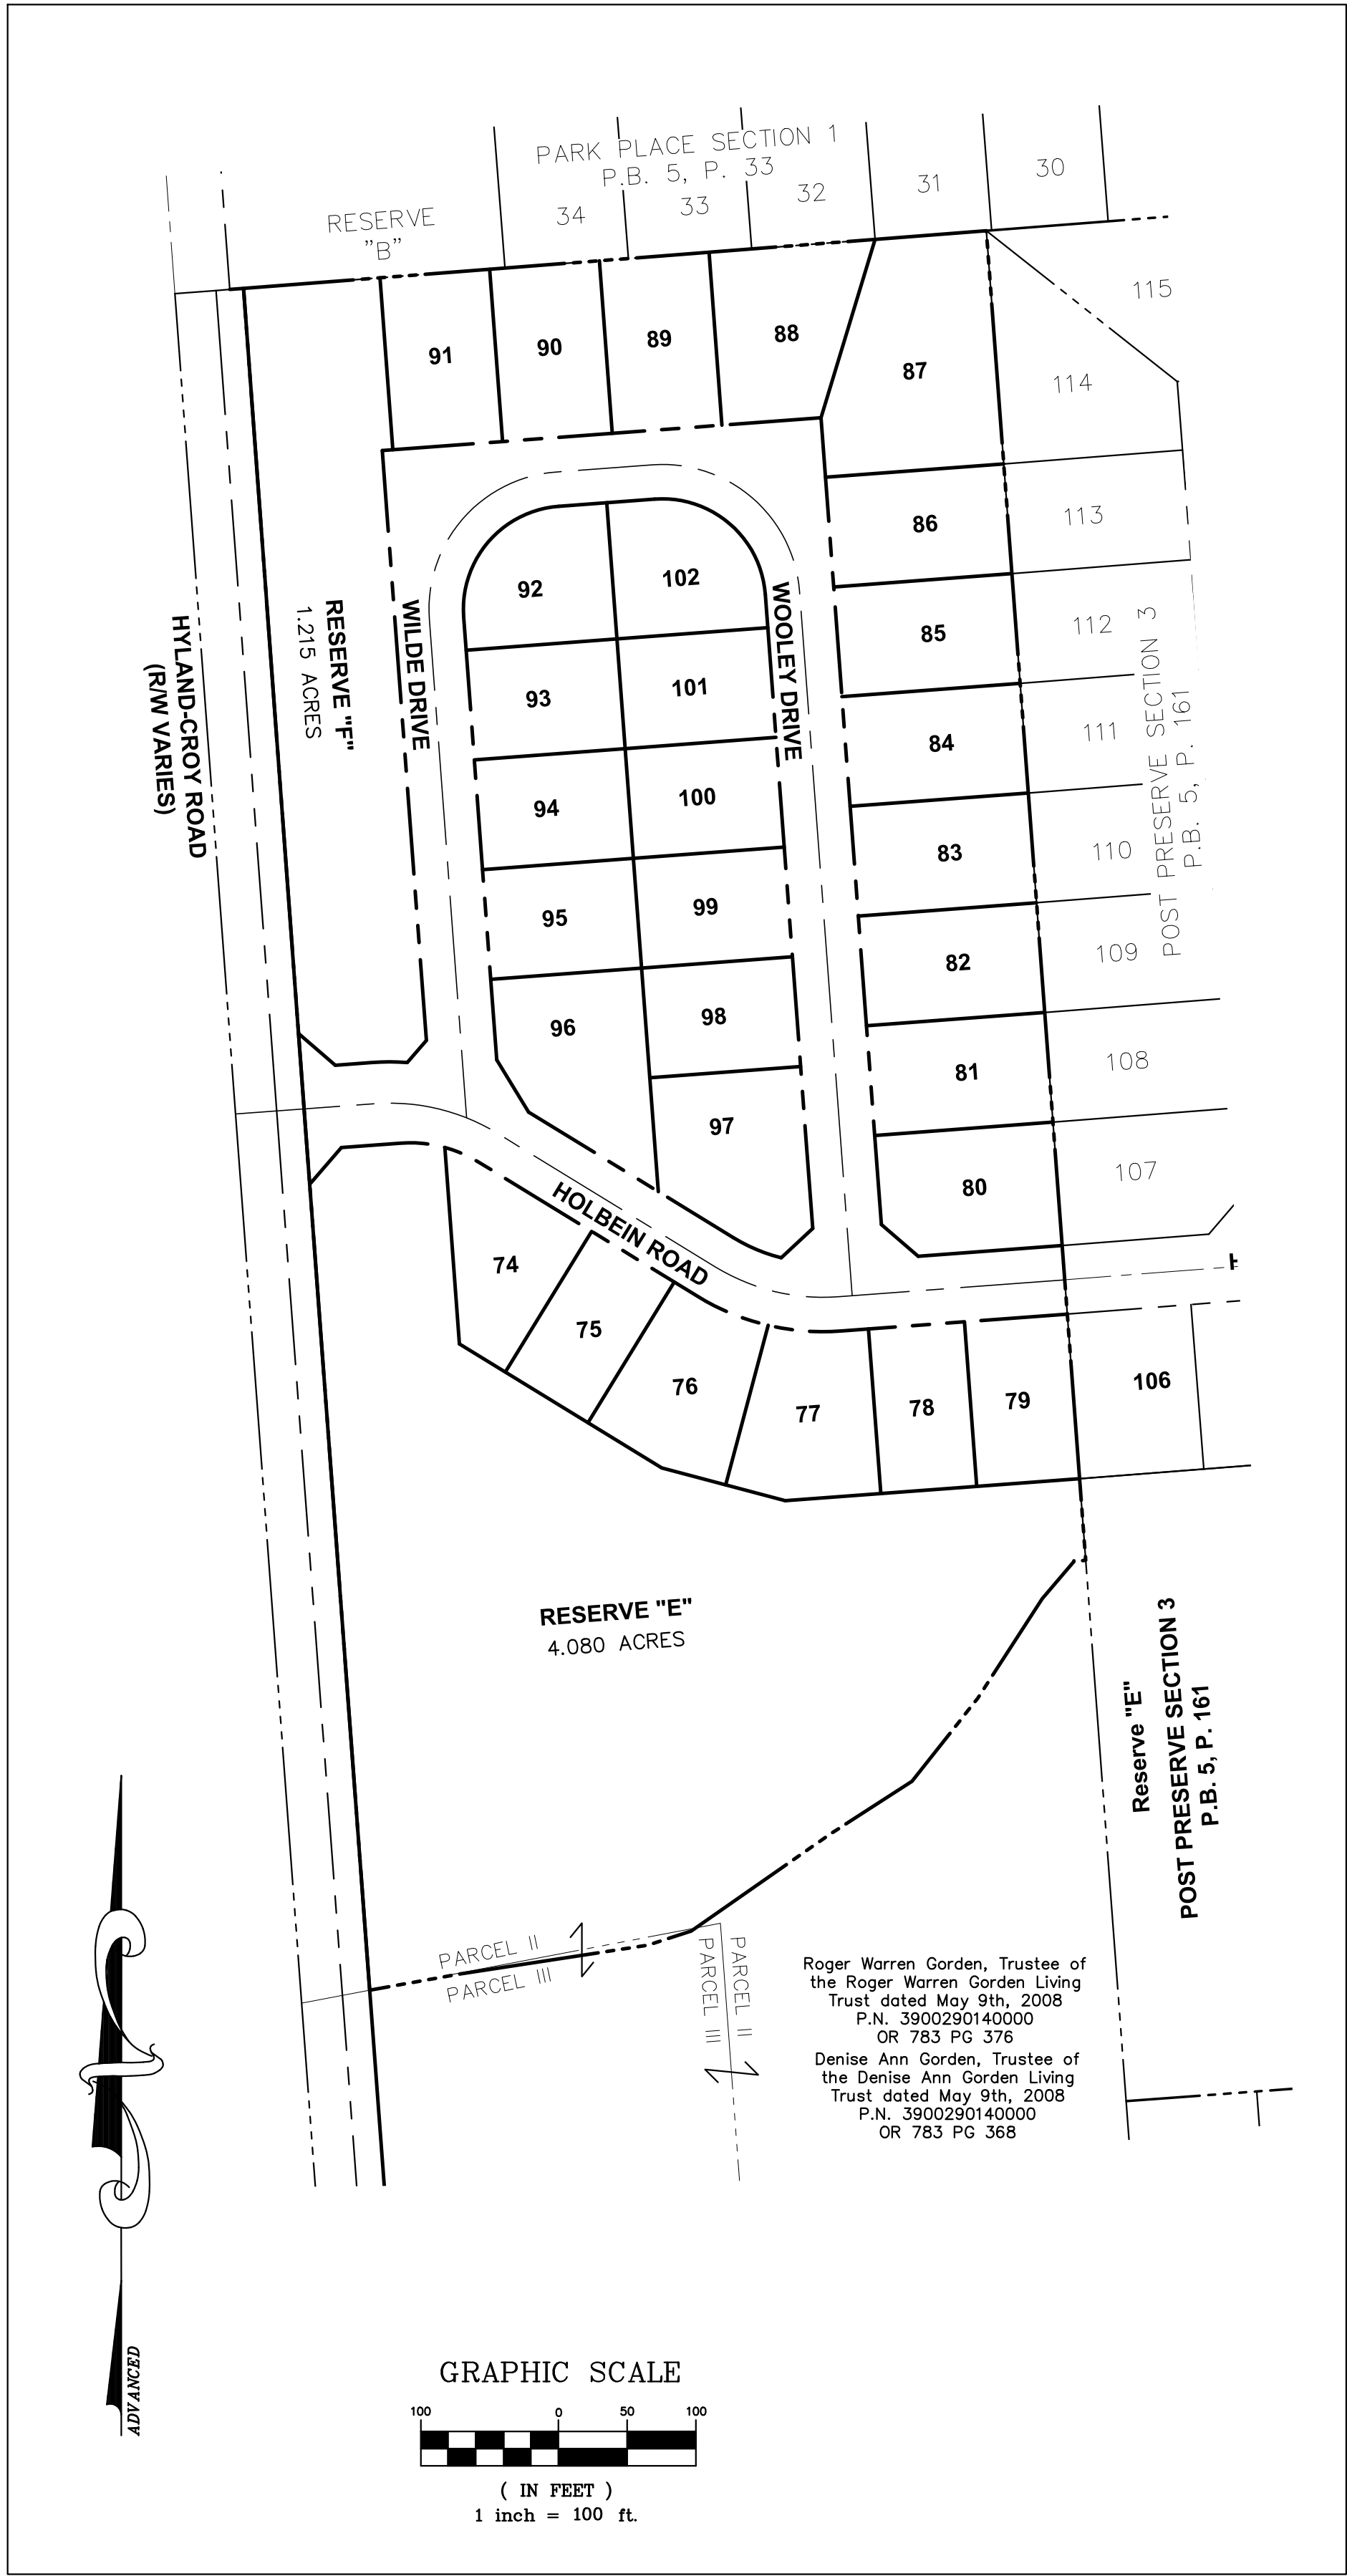 PARK PLACE SECTION 1
P.B. 5, P. 33
RESERVE
"B"
34
33
32
31
30
115
91
90
89
88
87
114
86
113
92
102
85
112
93
101
84
111
94
100
83
110
95
99
82
109
96
98
81
108
97
80
107
RESERVE "F"
1.215 ACRES
WILDE DRIVE
WOOLEY DRIVE
HYLAND-CROY ROAD
(R/W VARIES)
POST PRESERVE SECTION 3
P.B. 5, P. 161
HOLBEIN ROAD
H
74
75
76
77
78
79
106
RESERVE "E"
4.080 ACRES
Reserve "E"
POST PRESERVE SECTION 3
P.B. 5, P. 161
PARCEL II
PARCEL III
PARCEL II
PARCEL III
Roger Warren Gorden, Trustee of
the Roger Warren Gorden Living
Trust dated May 9th, 2008
P.N. 3900290140000
OR 783 PG 376
Denise Ann Gorden, Trustee of
the Denise Ann Gorden Living
Trust dated May 9th, 2008
P.N. 3900290140000
OR 783 PG 368
ADVANCED
GRAPHIC SCALE
100 0 50 100
( IN FEET )
1 inch = 100 ft.